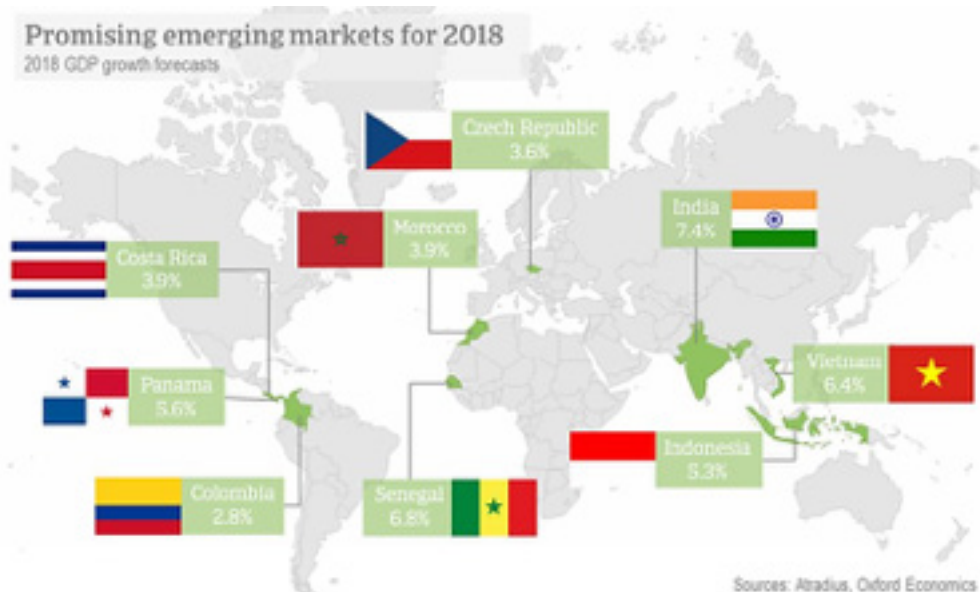 Promising emerging markets for 2018
2018 GDP growth forecasts
Czech Republic
3.6%
India
7.4%
Morocco
3.9%
Costa Rica
3.9%
Vietnam
6.4%
Panama
5.6%
Indonesia
5.3%
Colombia
2.8%
Senegal
6.8%
Sources: Atradius, Oxford Economics